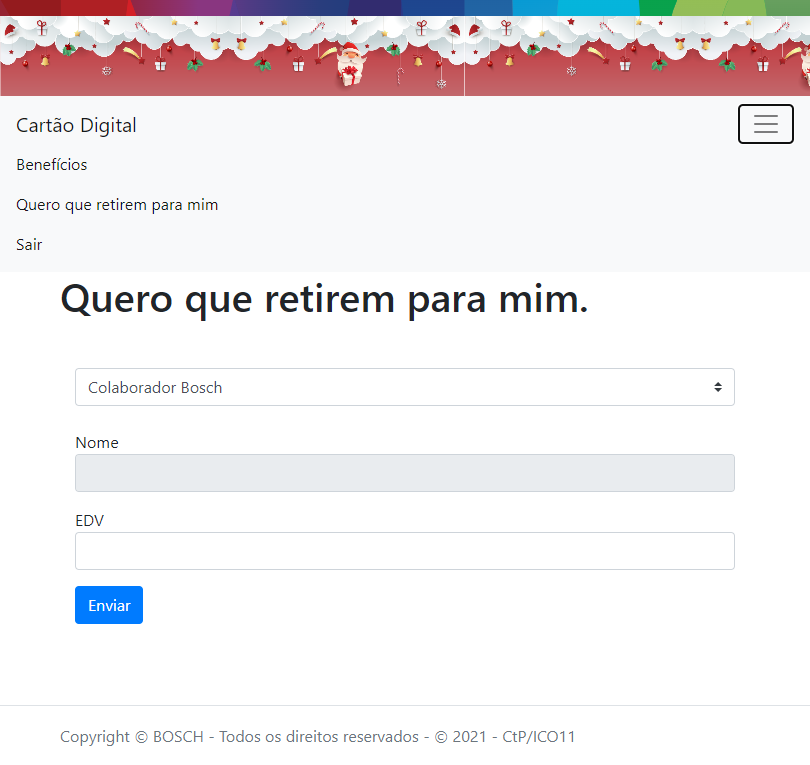 Cartão Digital
Benefícios
Quero que retirem para mim
Sair
Quero que retirem para mim.
Colaborador Bosch
Nome
EDV
Enviar
Copyright © BOSCH - Todos os direitos reservados - © 2021 - CtP/ICO11